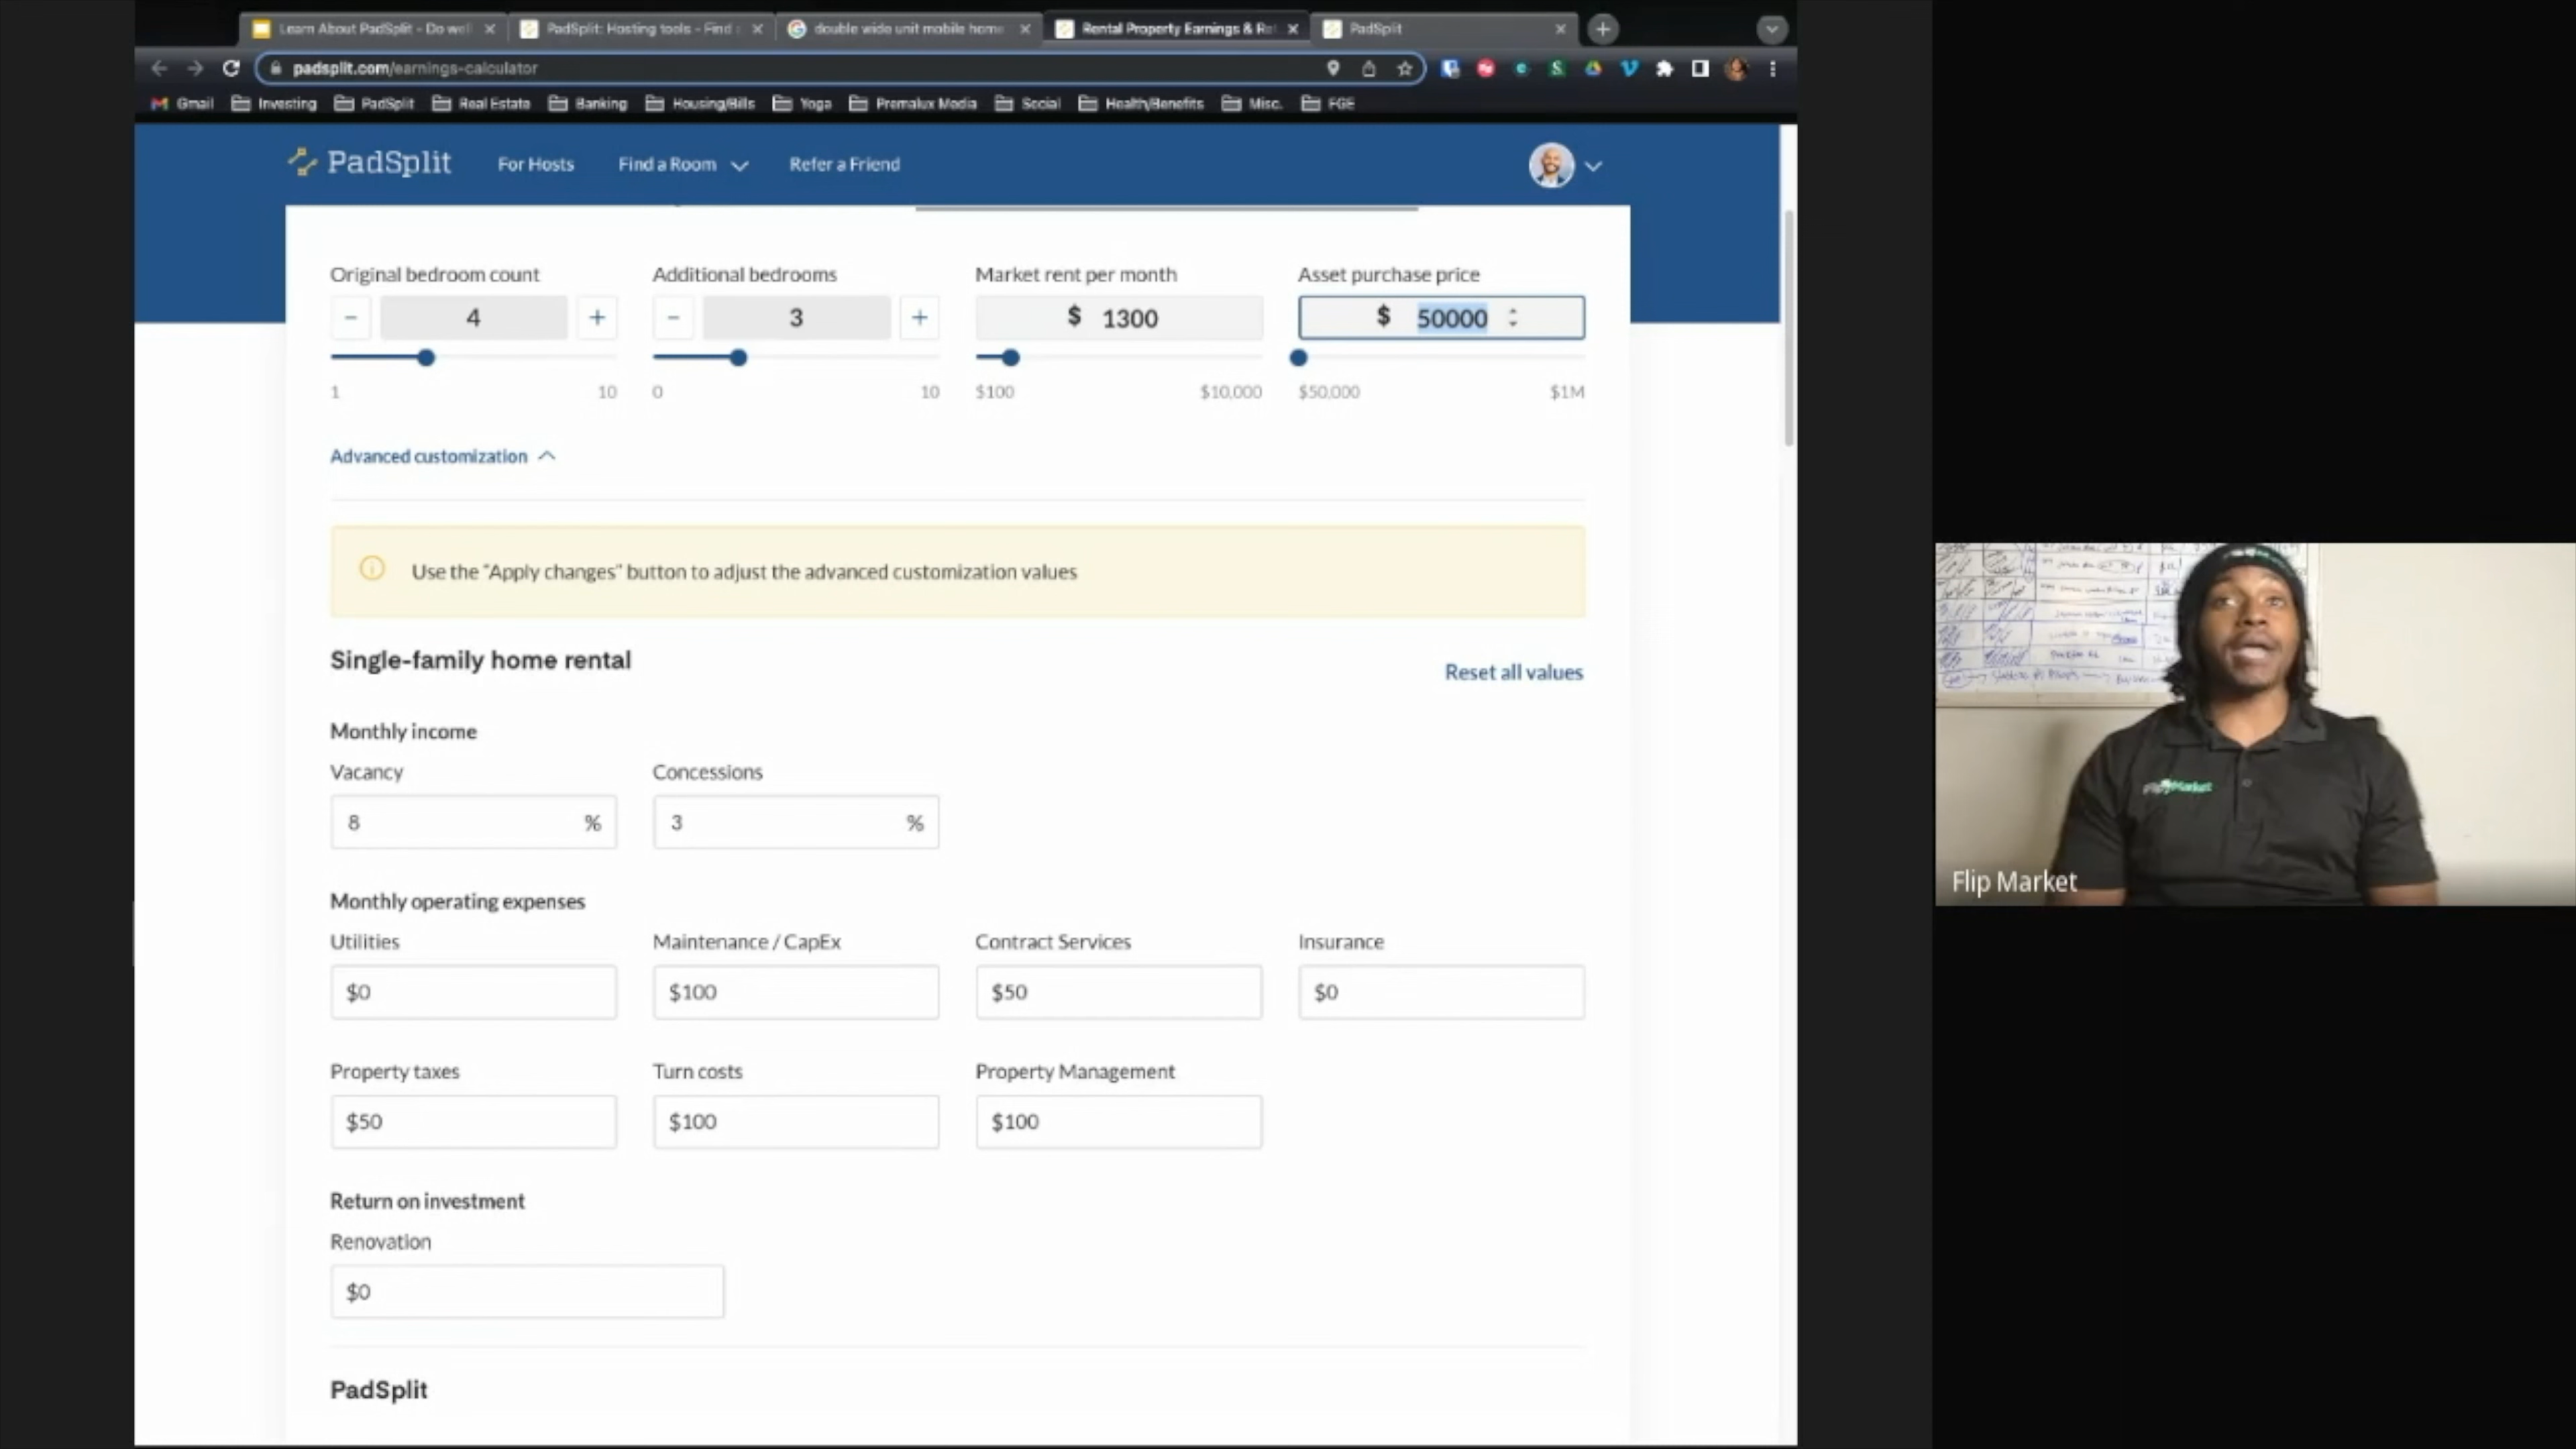 Learn About PadSplit - Do well
PadSplit: Hosting tools - Find
double wide unit mobile home
Rental Property Earnings & Re
PadSplit
padsplit.com/earnings-calculator
Gmail Investing PadSplit Real Estate Banking Housing/Bills Yoga Premalux Media Social Health/Benefits Misc. FGE
PadSplit For Hosts Find a Room Refer a Friend
Original bedroom count Additional bedrooms Market rent per month Asset purchase price
- 4 + - 3 + $ 1300 $ 50000
1 10 0 10 $100 $10,000 $50,000 $1M
Advanced customization
Use the "Apply changes" button to adjust the advanced customization values
Single-family home rental
Reset all values
Monthly income
Vacancy Concessions
8 % 3 %
Monthly operating expenses
Utilities Maintenance / CapEx Contract Services Insurance
$0 $100 $50 $0
Property taxes Turn costs Property Management
$50 $100 $100
Return on investment
Renovation
$0
PadSplit
Flip Market